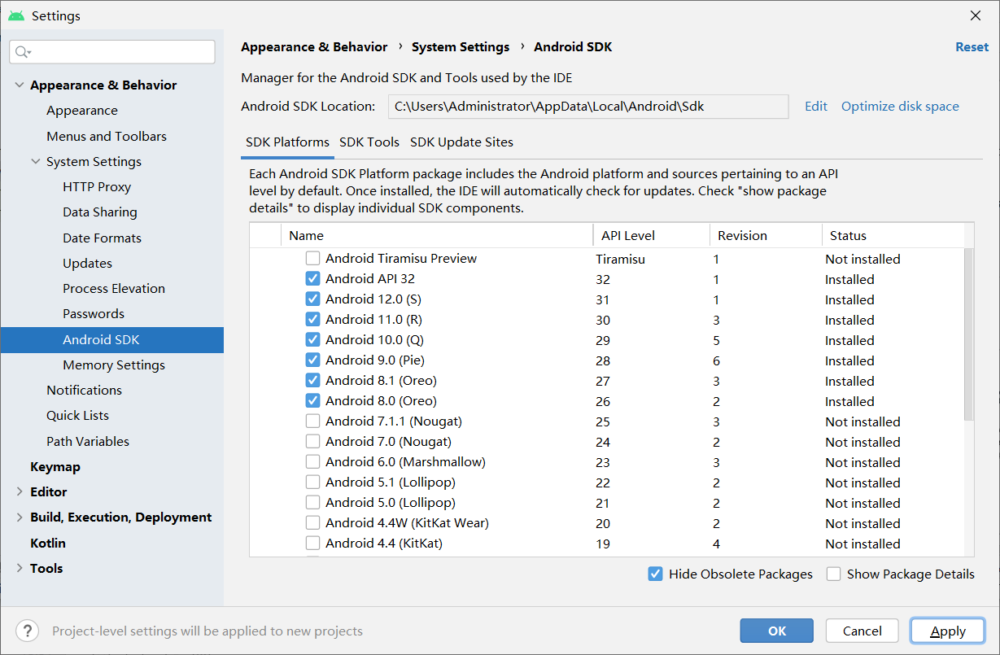 Settings
Appearance & Behavior › System Settings › Android SDK Reset
Manager for the Android SDK and Tools used by the IDE
Android SDK Location: C:\Users\Administrator\AppData\Local\Android\Sdk Edit Optimize disk space
Appearance & Behavior
Appearance
Menus and Toolbars
System Settings
HTTP Proxy
Data Sharing
Date Formats
Updates
Process Elevation
Passwords
Android SDK
Memory Settings
Notifications
Quick Lists
Path Variables
Keymap
Editor
Build, Execution, Deployment
Kotlin
Tools
SDK Platforms SDK Tools SDK Update Sites
Each Android SDK Platform package includes the Android platform and sources pertaining to an API
level by default. Once installed, the IDE will automatically check for updates. Check "show package
details" to display individual SDK components.
Name API Level Revision Status
Android Tiramisu Preview Tiramisu 1 Not installed
Android API 32 32 1 Installed
Android 12.0 (S) 31 1 Installed
Android 11.0 (R) 30 3 Installed
Android 10.0 (Q) 29 5 Installed
Android 9.0 (Pie) 28 6 Installed
Android 8.1 (Oreo) 27 3 Installed
Android 8.0 (Oreo) 26 2 Installed
Android 7.1.1 (Nougat) 25 3 Not installed
Android 7.0 (Nougat) 24 2 Not installed
Android 6.0 (Marshmallow) 23 3 Not installed
Android 5.1 (Lollipop) 22 2 Not installed
Android 5.0 (Lollipop) 21 2 Not installed
Android 4.4W (KitKat Wear) 20 2 Not installed
Android 4.4 (KitKat) 19 4 Not installed
Hide Obsolete Packages Show Package Details
? Project-level settings will be applied to new projects OK Cancel Apply